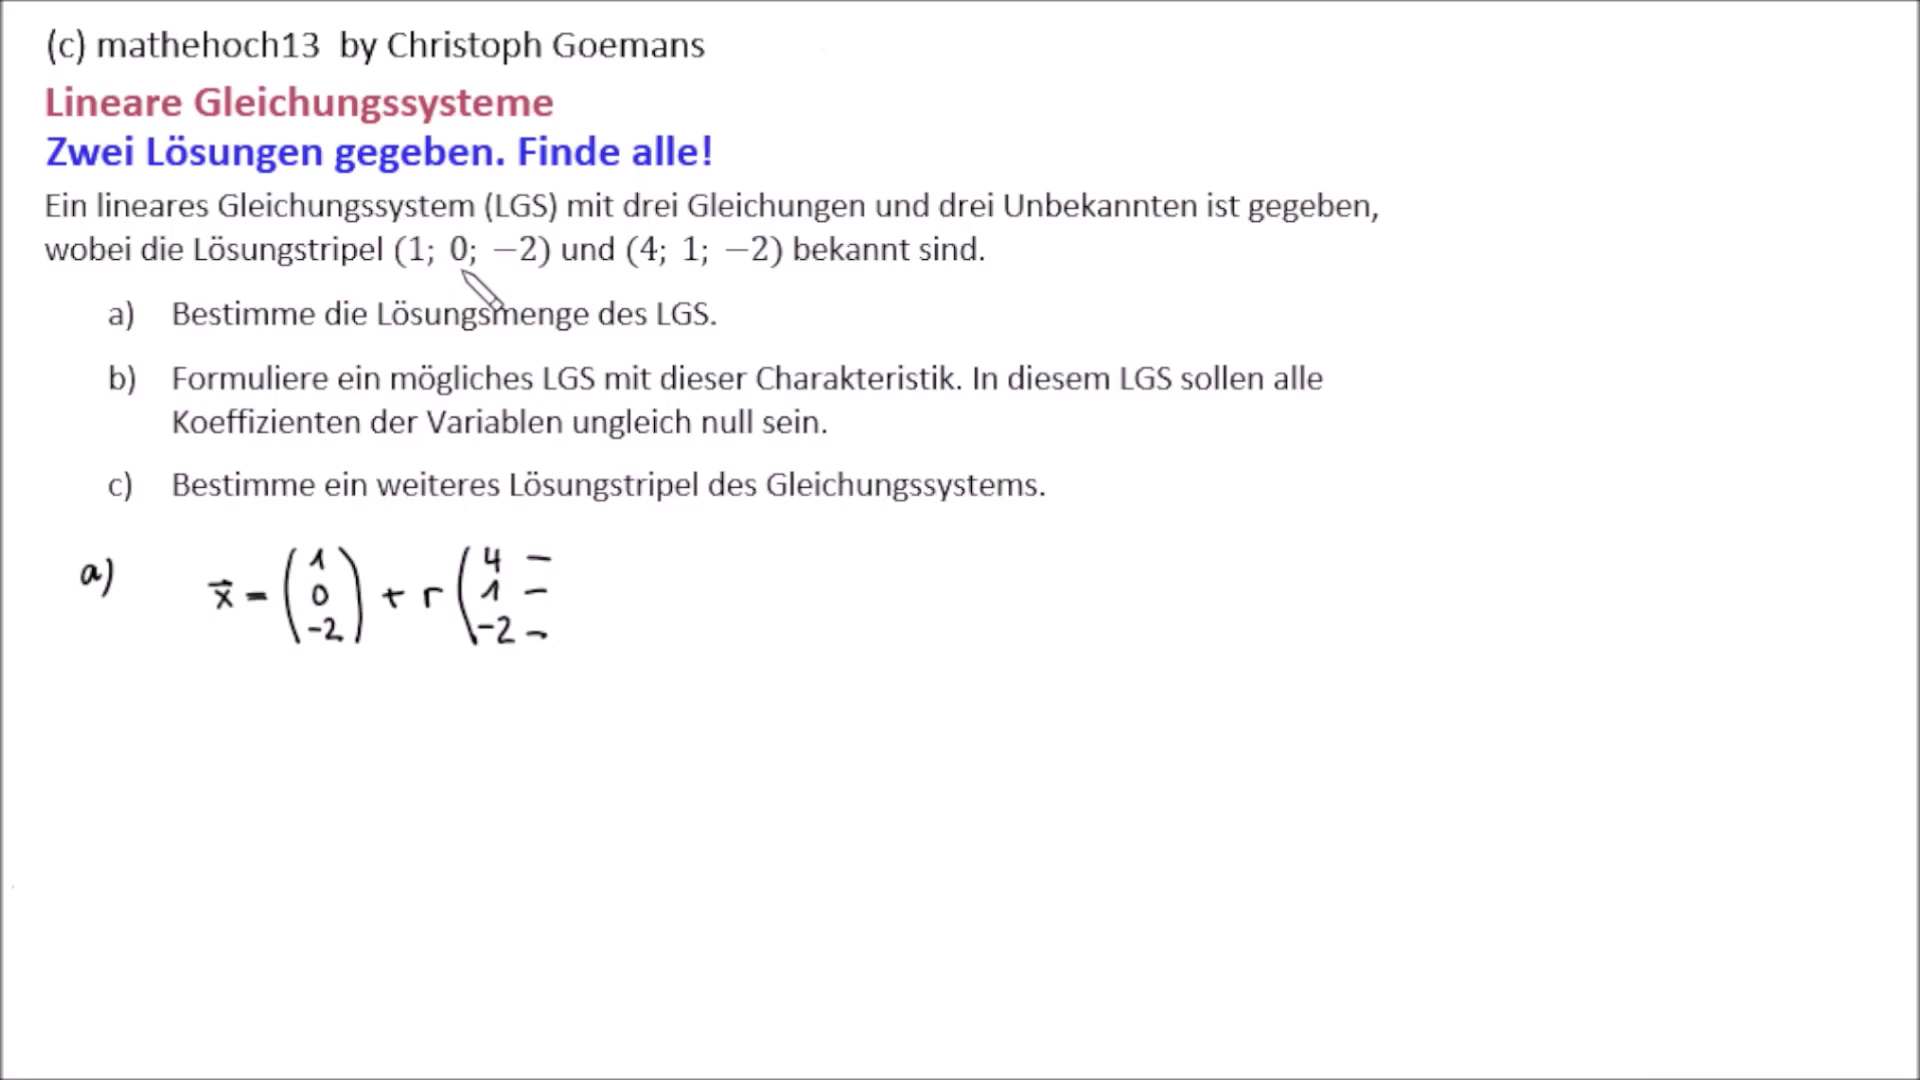 (c) mathehoch13 by Christoph Goemans
Lineare Gleichungssysteme
Zwei Lösungen gegeben. Finde alle!
Ein lineares Gleichungssystem (LGS) mit drei Gleichungen und drei Unbekannten ist gegeben,
wobei die Lösungstripel (1; 0; −2) und (4; 1; −2) bekannt sind.
a) Bestimme die Lösungsmenge des LGS.
b) Formuliere ein mögliches LGS mit dieser Charakteristik. In diesem LGS sollen alle
Koeffizienten der Variablen ungleich null sein.
c) Bestimme ein weiteres Lösungstripel des Gleichungssystems.
a) x⃗ = (1 0 -2) + r (4 − 1 − -2 −